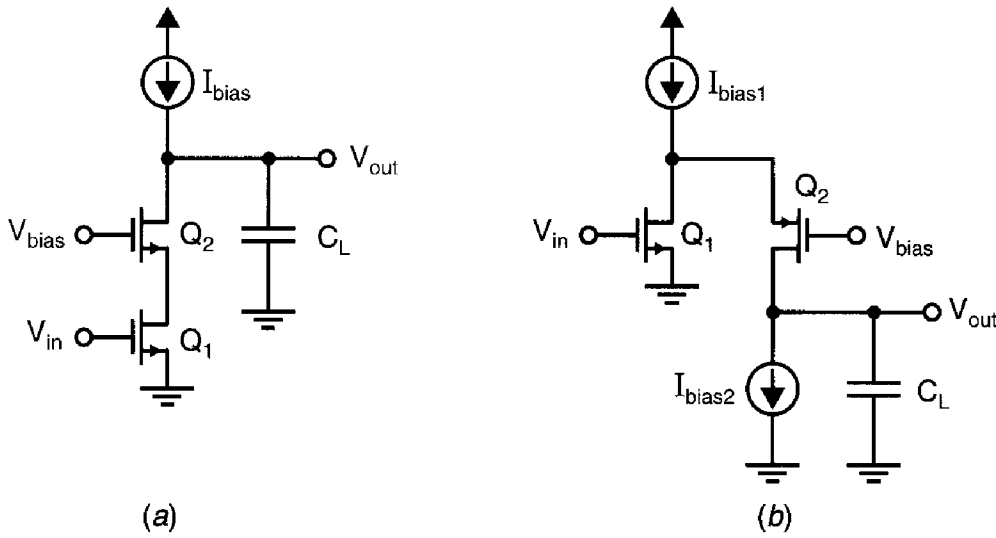 I_bias
V_out
V_bias
Q_2
C_L
V_in
Q_1
(a)
I_bias1
Q_2
V_in
Q_1
V_bias
V_out
I_bias2
C_L
(b)